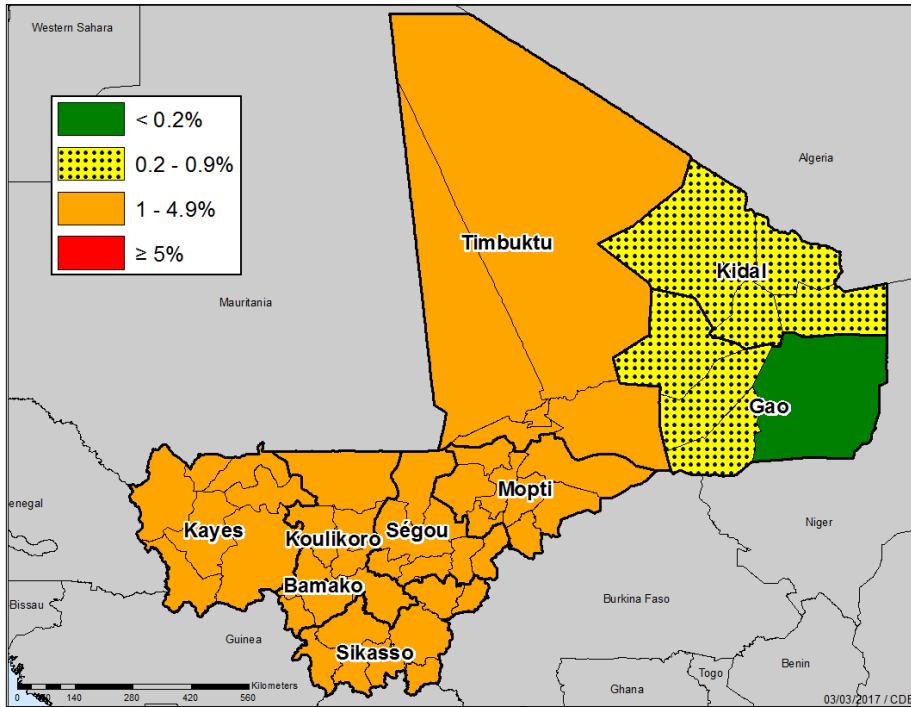 Western Sahara
< 0.2%
0.2 - 0.9%
1 - 4.9%
≥ 5%
Algeria
Timbuktu
Kidal
Mauritania
Gao
Mopti
enegal
Kayes
Koulikoro
Ségou
Niger
Bamako
Burkina Faso
Bissau
Guinea
Sikasso
Benin
Togo
Ghana
Kilometers
0
140
280
420
560
03/03/2017 / CDE